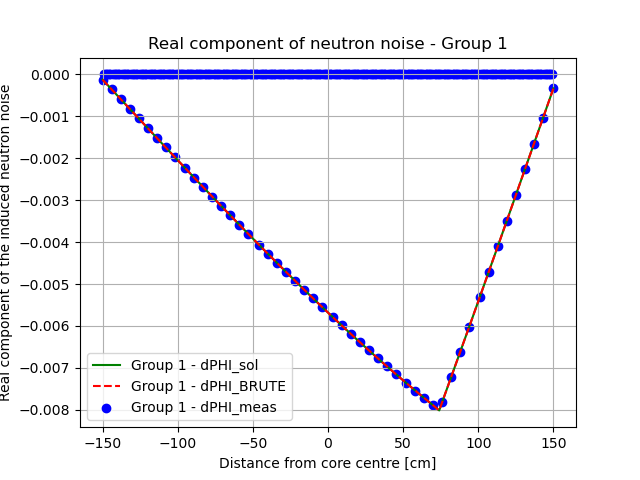 Real component of neutron noise - Group 1
Real component of the induced neutron noise
0.000
−0.001
−0.002
−0.003
−0.004
−0.005
−0.006
−0.007
−0.008
Group 1 - dPHI_sol
Group 1 - dPHI_BRUTE
Group 1 - dPHI_meas
−150
−100
−50
0
50
100
150
Distance from core centre [cm]